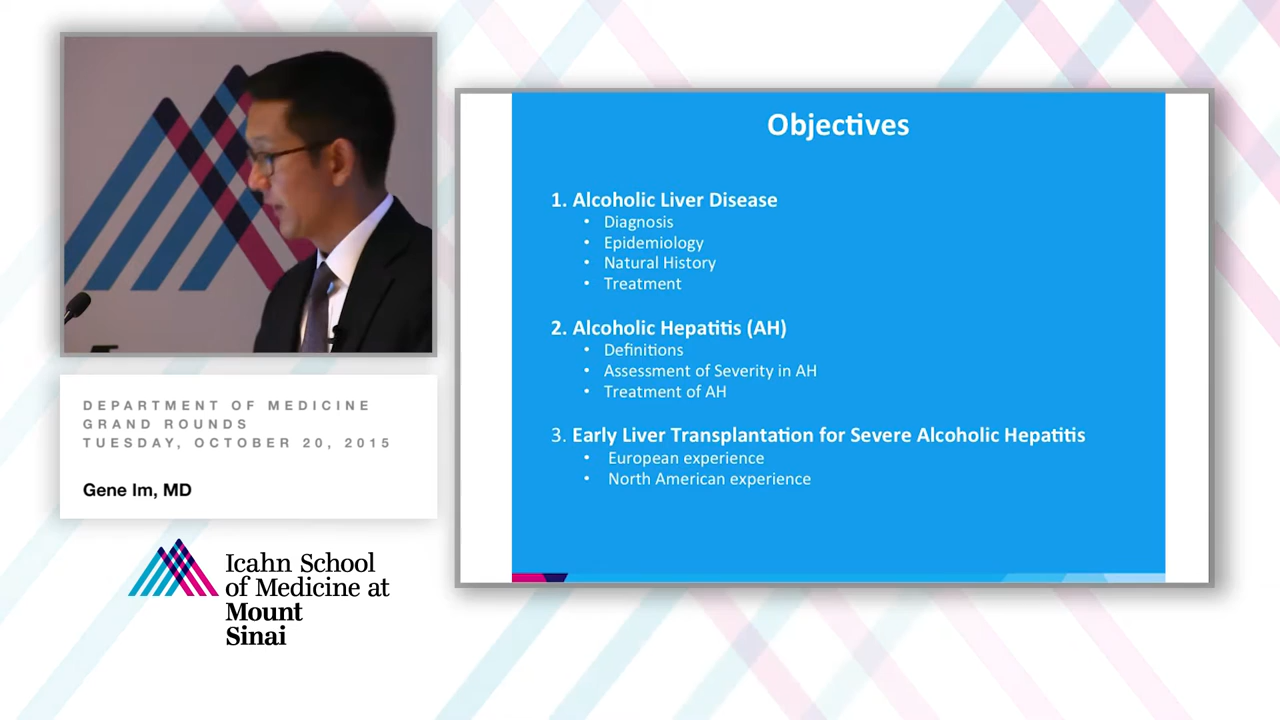 DEPARTMENT OF MEDICINE
GRAND ROUNDS
TUESDAY, OCTOBER 20, 2015
Gene Im, MD
Icahn School
of Medicine at
Mount
Sinai
Objectives
1. Alcoholic Liver Disease
• Diagnosis
• Epidemiology
• Natural History
• Treatment
2. Alcoholic Hepatitis (AH)
• Definitions
• Assessment of Severity in AH
• Treatment of AH
3. Early Liver Transplantation for Severe Alcoholic Hepatitis
• European experience
• North American experience